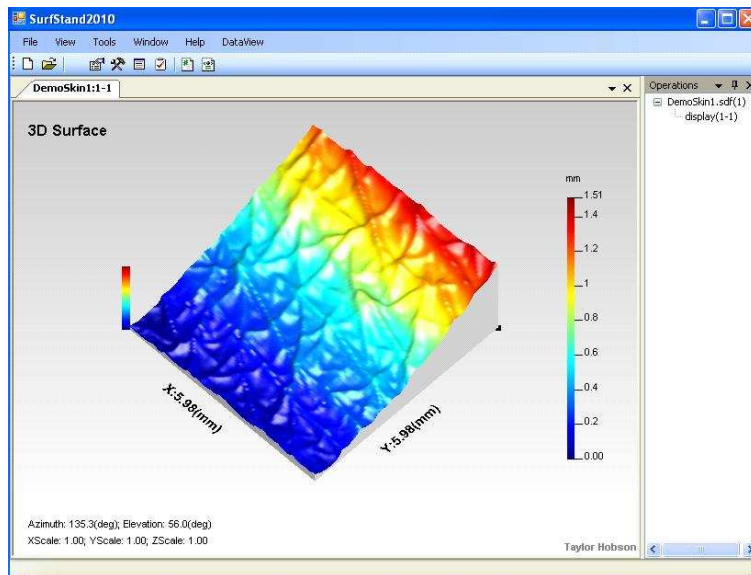 SurfStand2010
File View Tools Window Help DataView
DemoSkin1:1-1
Operations
DemoSkin1.sdf(1)
display(1-1)
3D Surface
mm
1.51
1.4
1.2
1
0.8
0.6
0.4
0.2
0.00
X:5.98(mm)
Y:5.98(mm)
Azimuth: 135.3(deg); Elevation: 56.0(deg)
XScale: 1.00; YScale: 1.00; ZScale: 1.00
Taylor Hobson